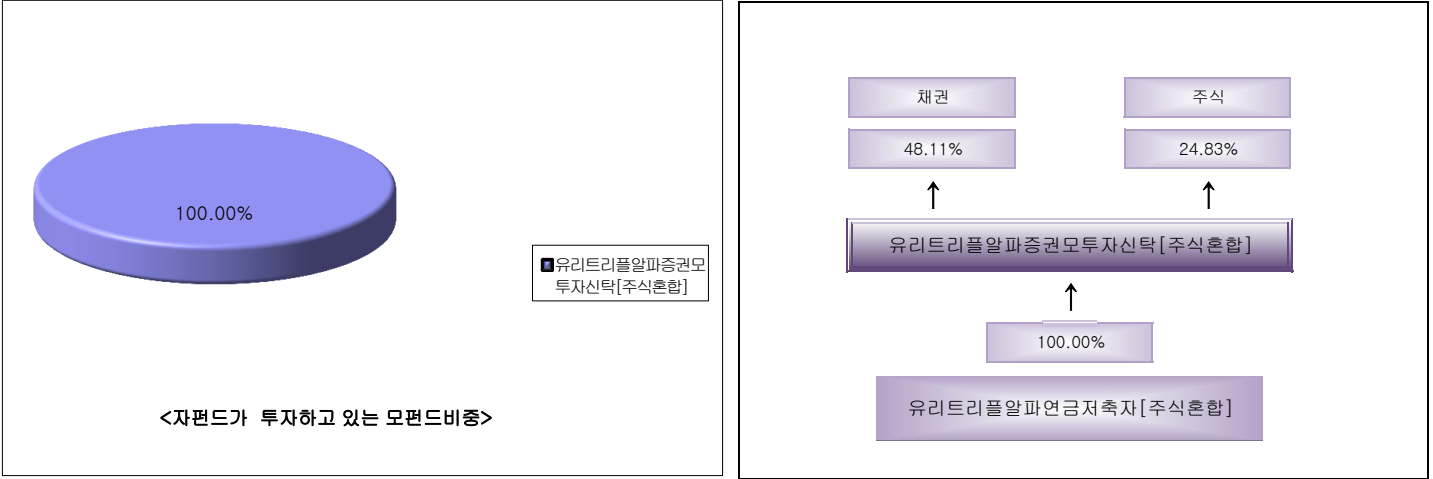 100.00%
유리트리플알파증권모
투자신탁[주식혼합]
<자펀드가 투자하고 있는 모펀드비중>
채권
주식
48.11%
24.83%
↑ ↑
유리트리플알파증권모투자신탁[주식혼합]
↑
100.00%
유리트리플알파연금저축자[주식혼합]